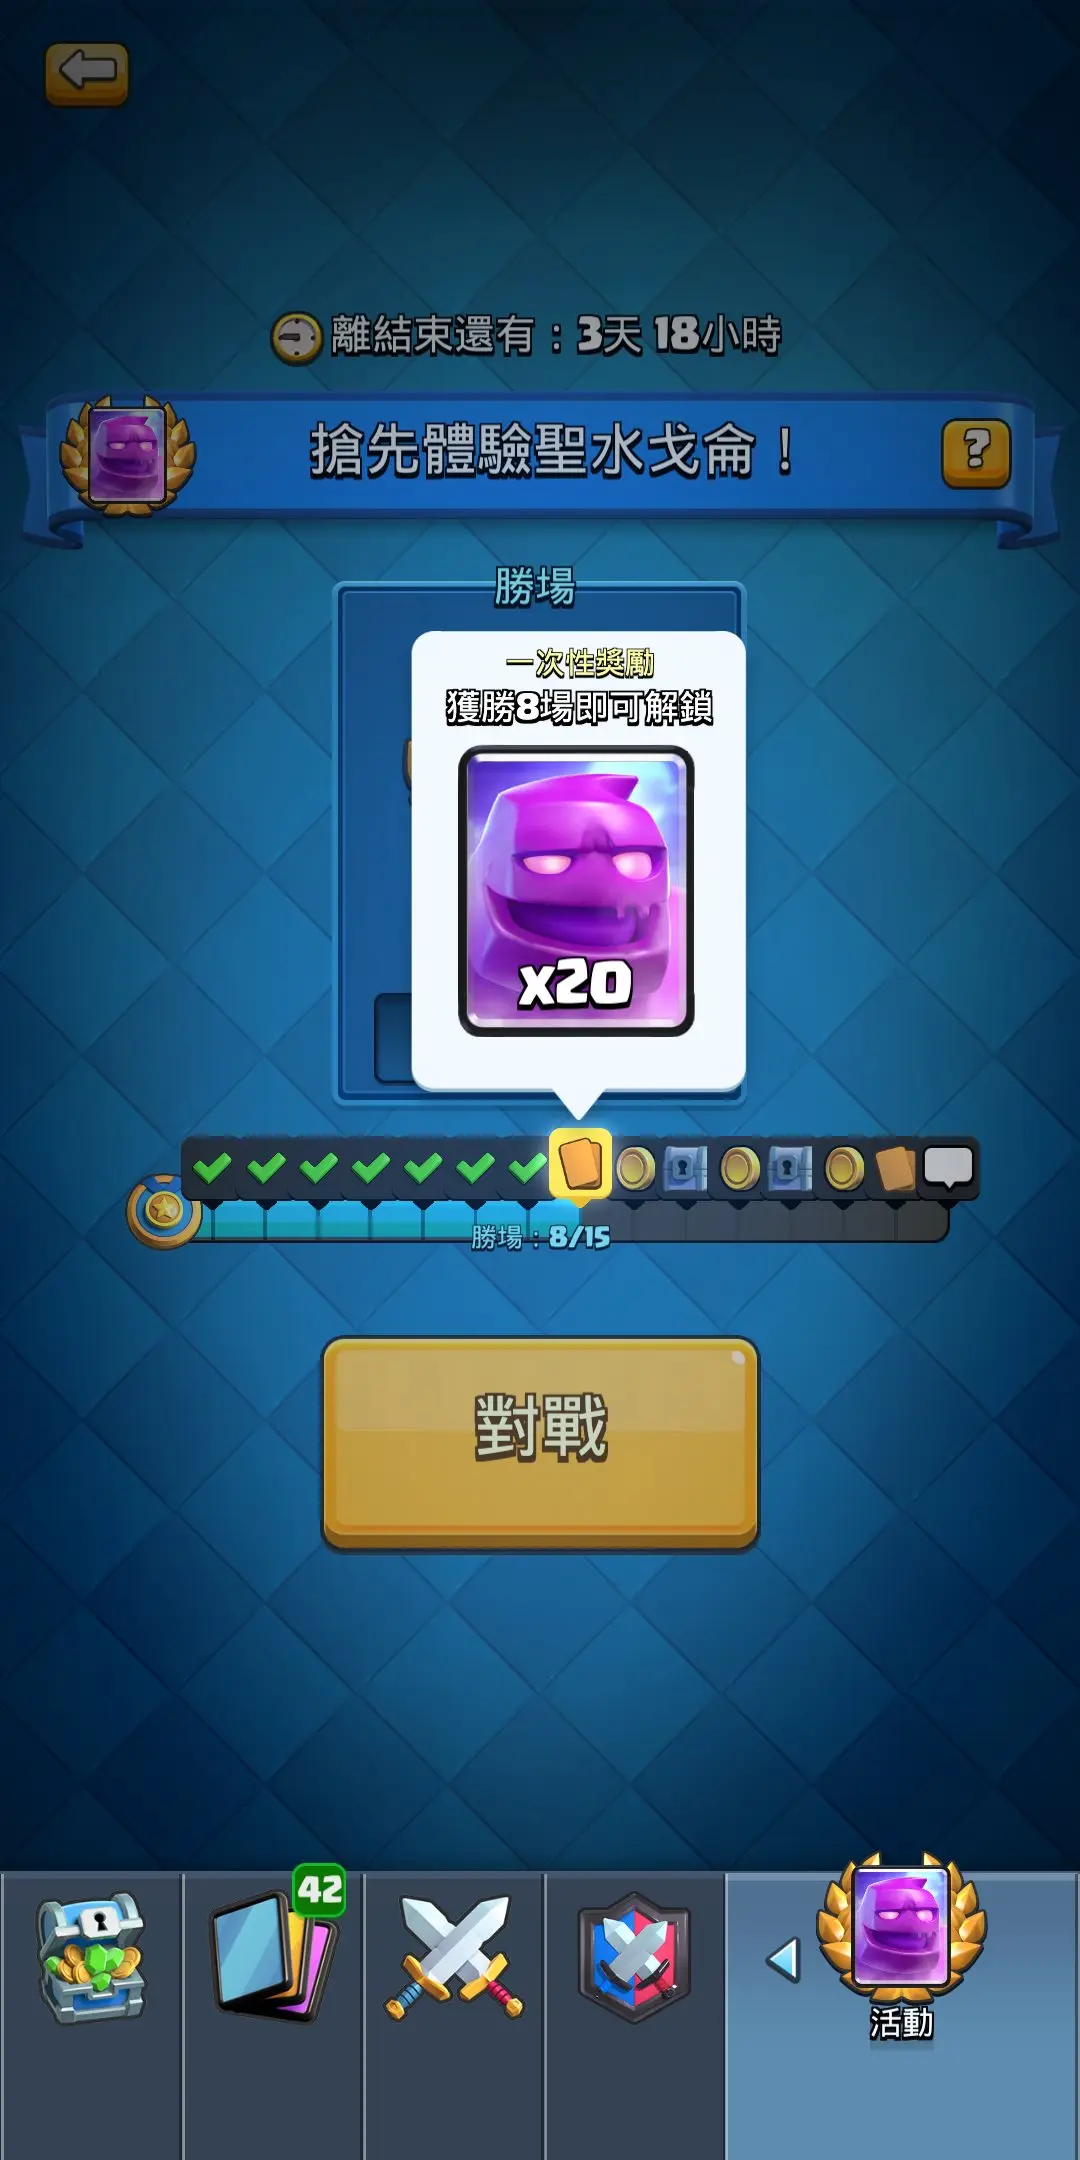 離結束還有：3天 18小時
搶先體驗聖水戈侖！
?
勝場
一次性獎勵
獲勝8場即可解鎖
x20
勝場：8/15
對戰
42
活動